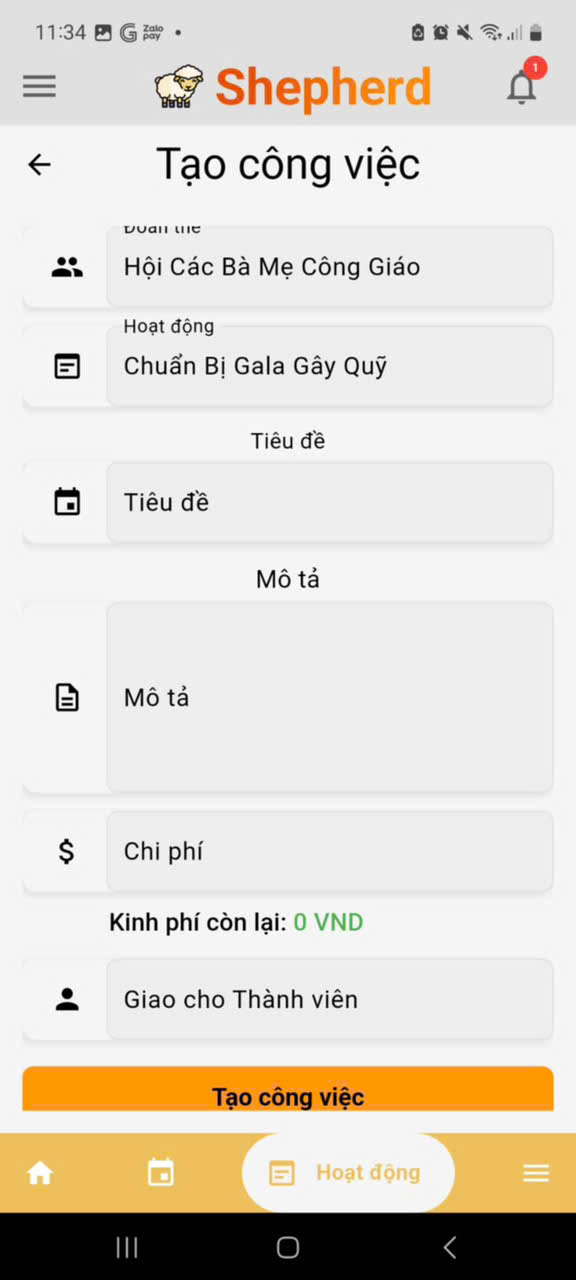 11:34 G Zalo pay
1
Shepherd
Tạo công việc
Đoàn thể
Hội Các Bà Mẹ Công Giáo
Hoạt động
Chuẩn Bị Gala Gây Quỹ
Tiêu đề
Tiêu đề
Mô tả
Mô tả
$ Chi phí
Kinh phí còn lại: 0 VND
Giao cho Thành viên
Tạo công việc
Hoạt động